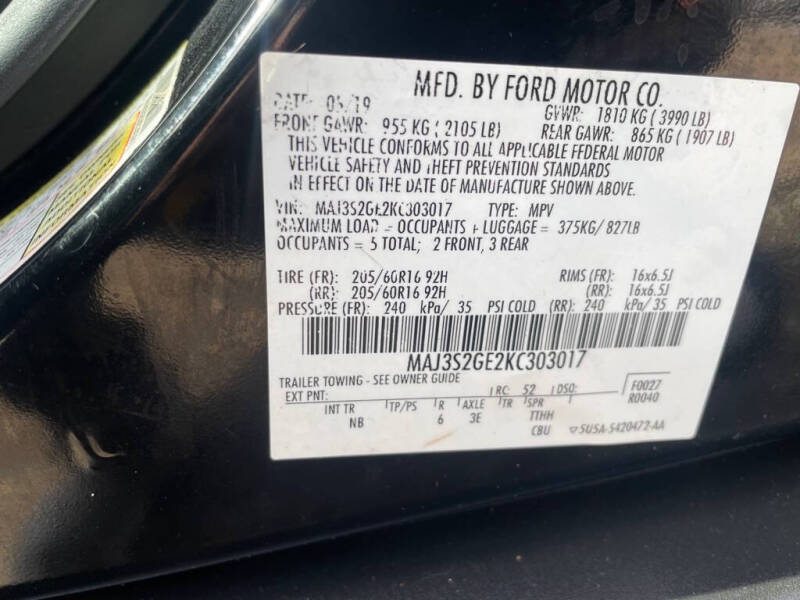 MFD. BY FORD MOTOR CO.
DATE: 05/19 GVWR: 1810 KG ( 3990 LB)
FRONT GAWR: 955 KG ( 2105 LB) REAR GAWR: 865 KG ( 1907 LB)
THIS VEHICLE CONFORMS TO ALL APPLICABLE FEDERAL MOTOR
VEHICLE SAFETY AND THEFT PREVENTION STANDARDS
IN EFFECT ON THE DATE OF MANUFACTURE SHOWN ABOVE.
VIN: MAJ3S2GE2KC303017 TYPE: MPV
MAXIMUM LOAD = OCCUPANTS + LUGGAGE = 375KG/ 827LB
OCCUPANTS = 5 TOTAL; 2 FRONT, 3 REAR
TIRE (FR): 205/60R16 92H RIMS (FR): 16x6.5J
(RR): 205/60R16 92H (RR): 16x6.5J
PRESSURE (FR): 240 kPa/ 35 PSI COLD (RR): 240 kPa/ 35 PSI COLD
MAJ3S2GE2KC303017
TRAILER TOWING - SEE OWNER GUIDE
EXT PNT: RC: 52 DSO: F0027
R0040
INT TR TP/PS R AXLE TR SPR
NB 6 3E TTHH
CBU 5U5A-5420472-AA